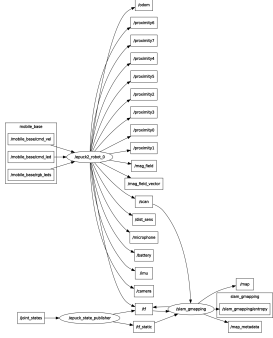 /odom
/proximity6
/proximity7
/proximity4
/proximity5
/proximity2
/proximity3
/proximity0
/proximity1
/mag_field
/mag_field_vector
/scan
/dist_sens
/microphone
/battery
/imu
/camera
mobile_base
/mobile_base/cmd_vel
/mobile_base/cmd_led
/mobile_base/rgb_leds
/epuck2_robot_0
/joint_states
/epuck_state_publisher
/tf
/tf_static
/slam_gmapping
/map
slam_gmapping
/slam_gmapping/entropy
/map_metadata